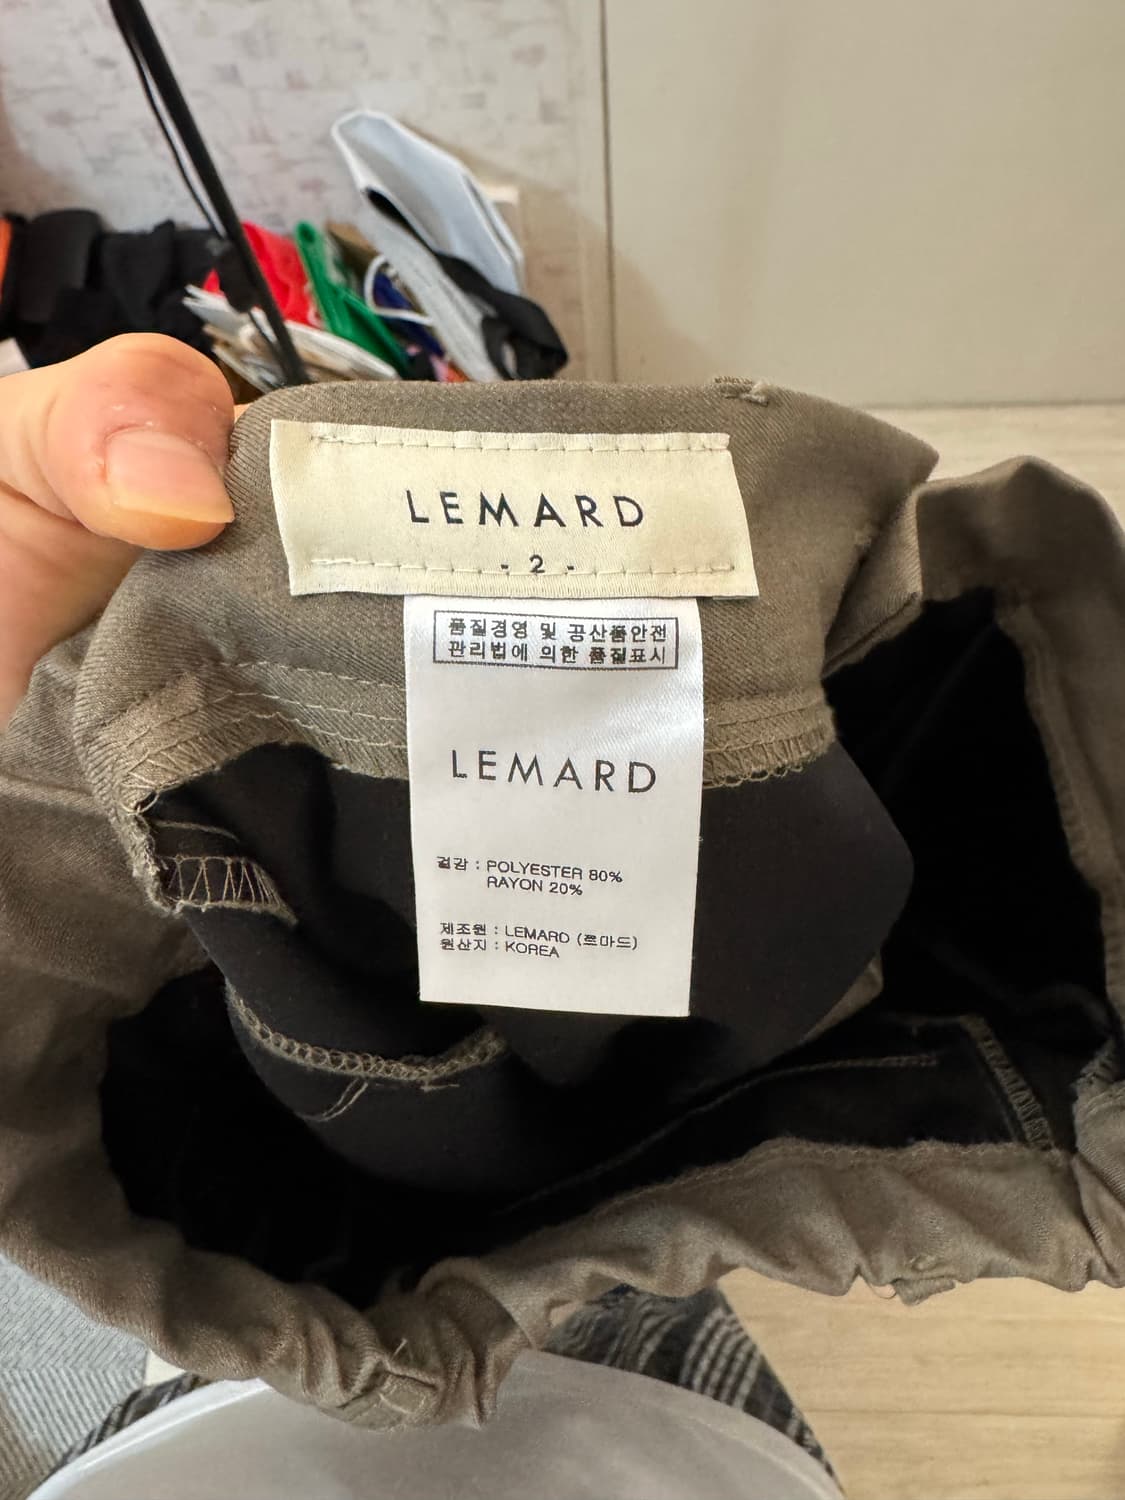 LEMARD
- 2 -
품질경영 및 공산품안전
관리법에 의한 품질표시
LEMARD
겉감 : POLYESTER 80%
RAYON 20%
제조원 : LEMARD (르마드)
원산지 : KOREA